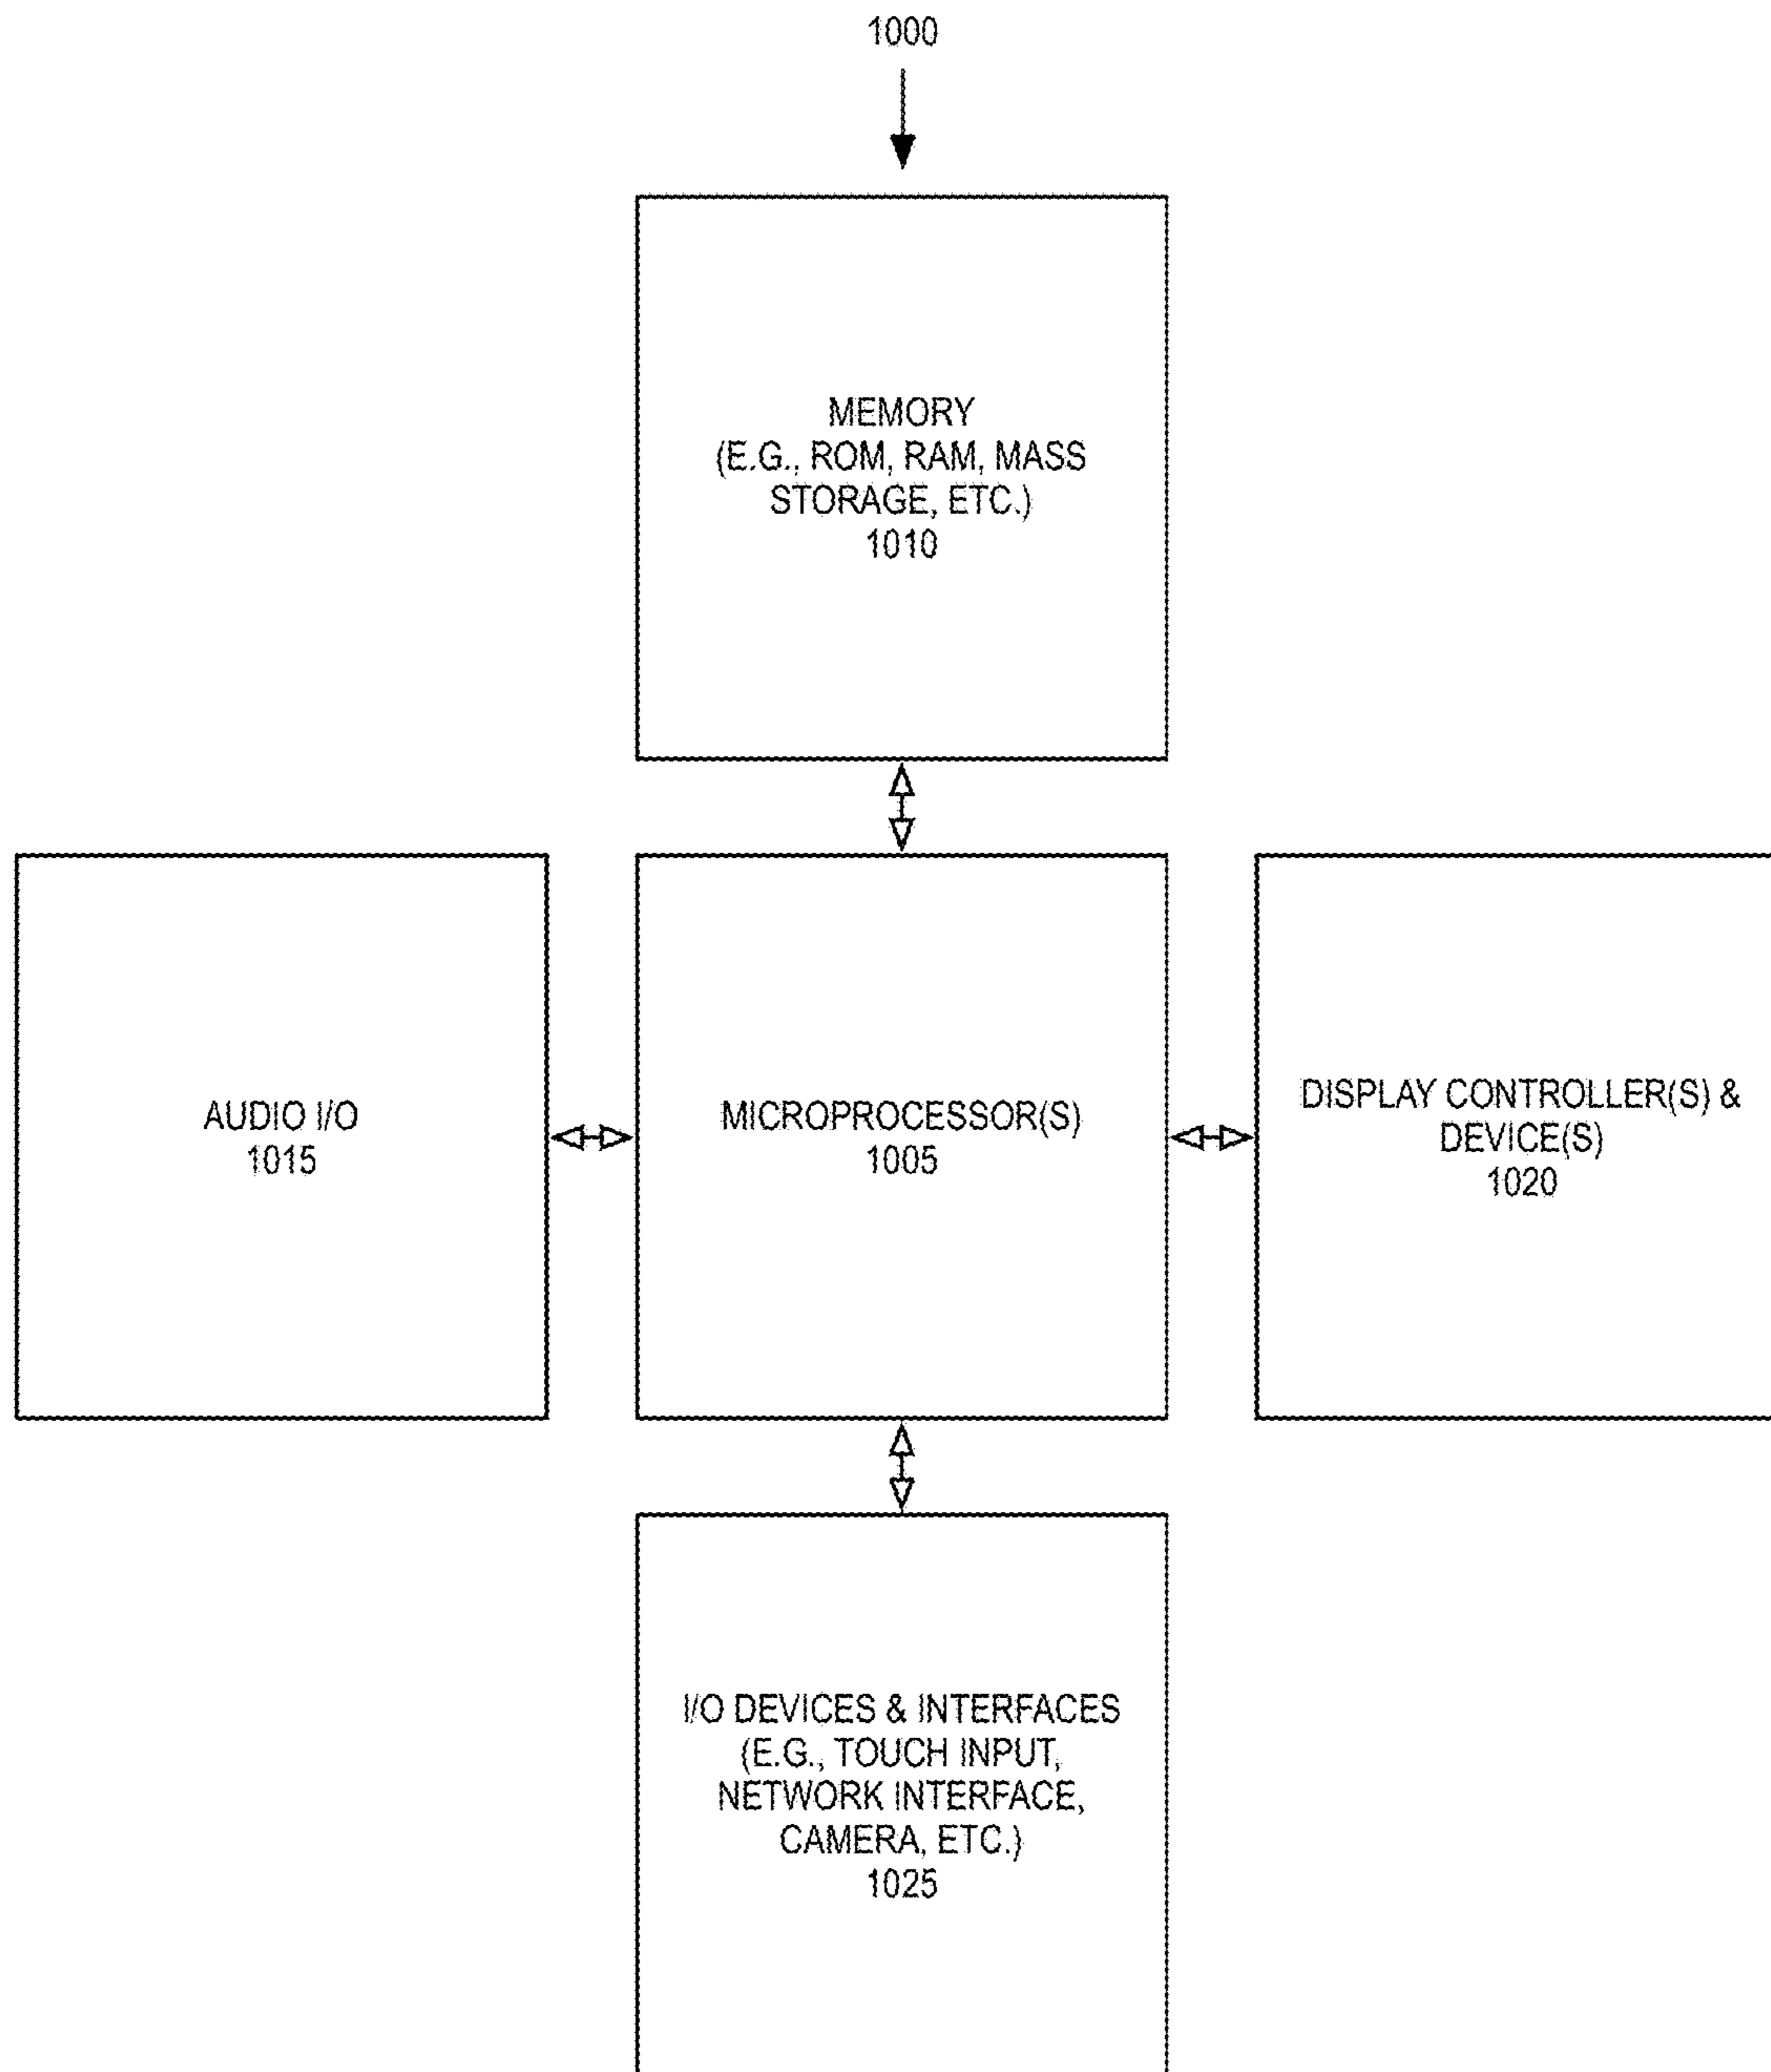 1000
MEMORY
(E.G., ROM, RAM, MASS
STORAGE, ETC.)
1010
AUDIO I/O
1015
MICROPROCESSOR(S)
1005
DISPLAY CONTROLLER(S) &
DEVICE(S)
1020
I/O DEVICES & INTERFACES
(E.G., TOUCH INPUT,
NETWORK INTERFACE,
CAMERA, ETC.)
1025